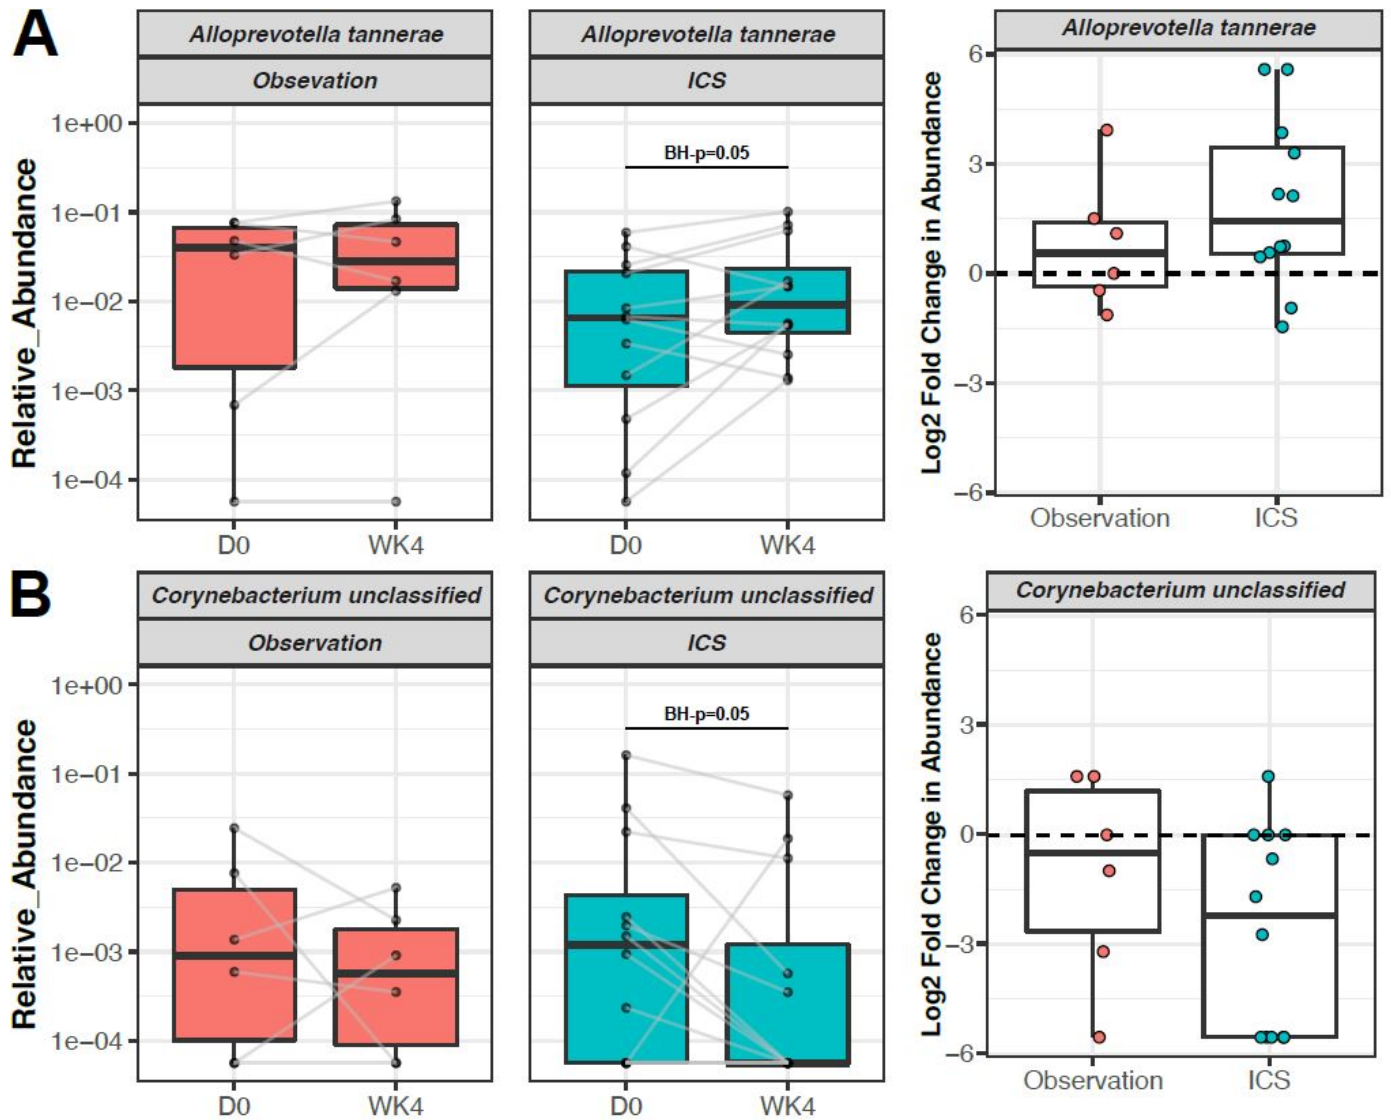 A
Alloprevotella tannerae
Obsevation
Relative_Abundance
1e+00
1e−01
1e−02
1e−03
1e−04
D0
WK4
Alloprevotella tannerae
ICS
BH-p=0.05
D0
WK4
Alloprevotella tannerae
Log2 Fold Change in Abundance
6
3
0
−3
−6
Observation
ICS
B
Corynebacterium unclassified
Observation
Relative_Abundance
1e+00
1e−01
1e−02
1e−03
1e−04
D0
WK4
Corynebacterium unclassified
ICS
BH-p=0.05
D0
WK4
Corynebacterium unclassified
Log2 Fold Change in Abundance
6
3
0
−3
−6
Observation
ICS